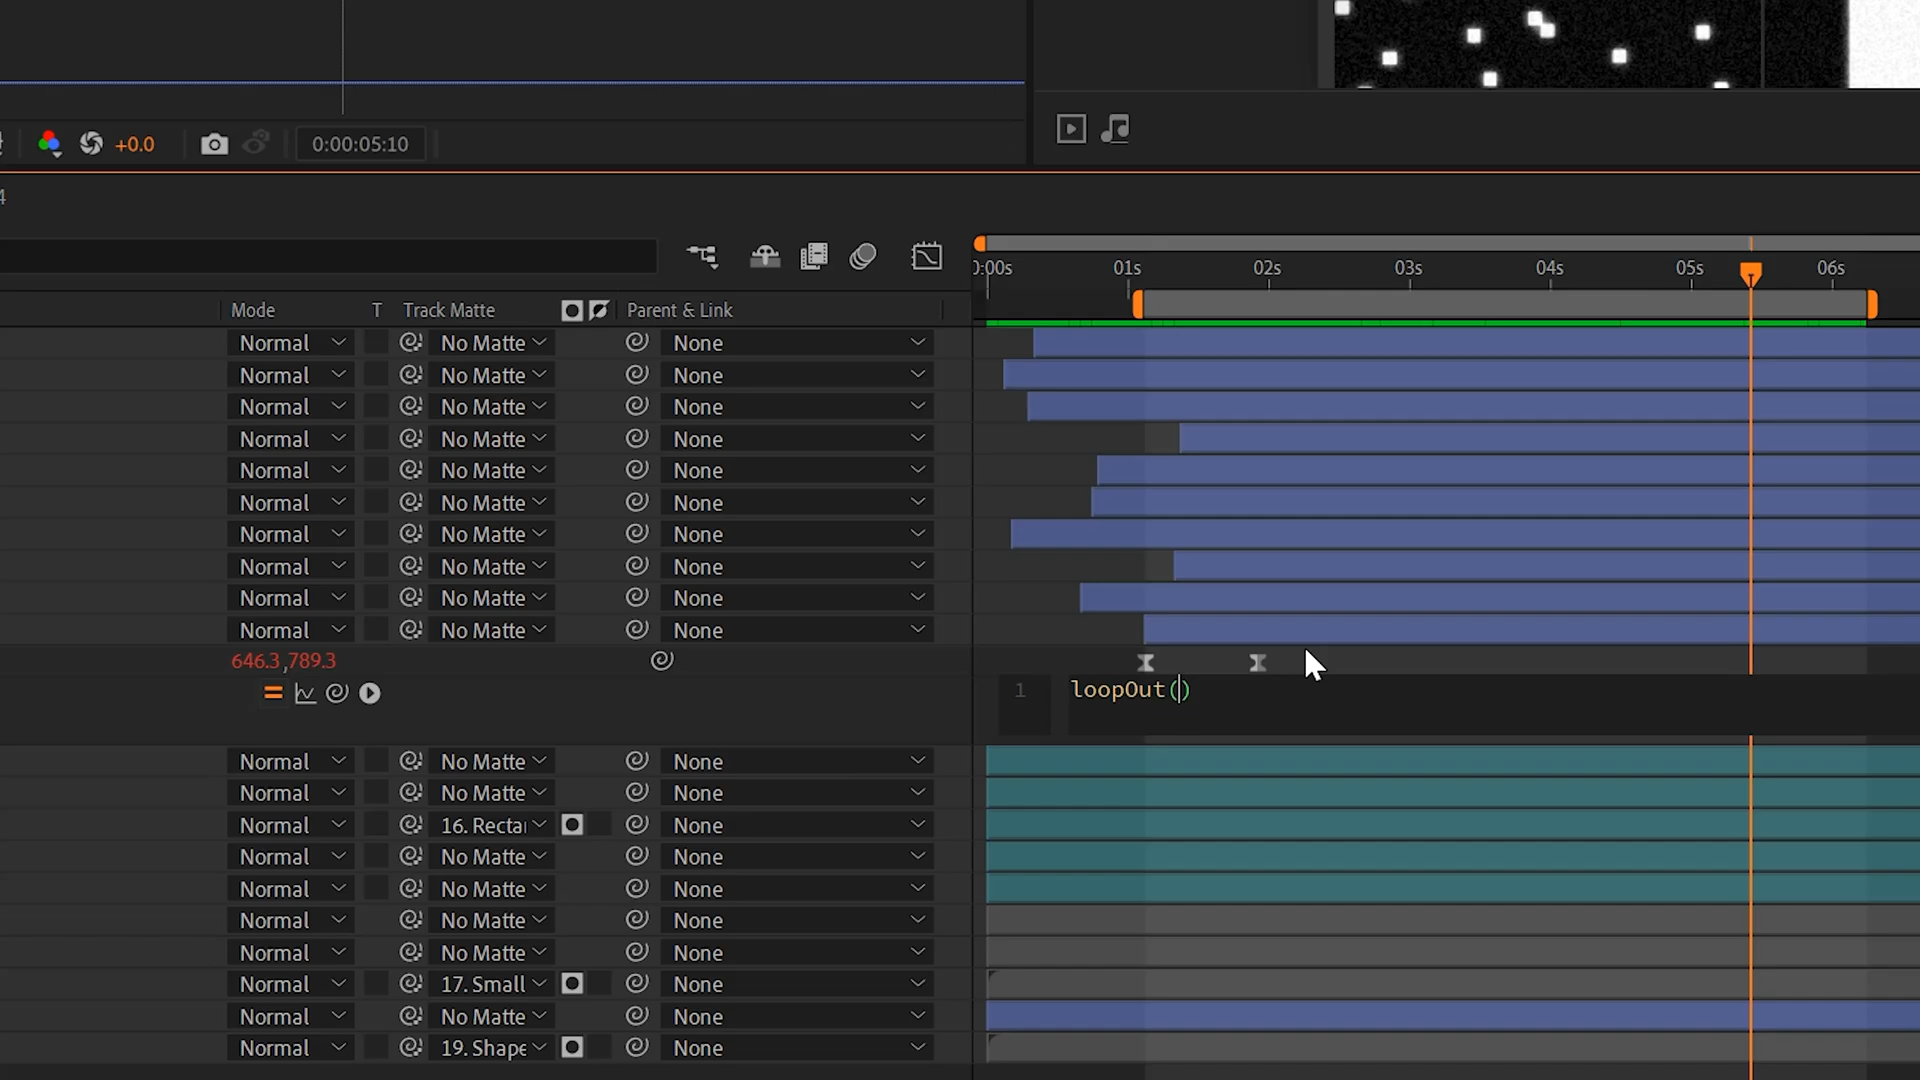 +0.0 0:00:05:10
4
0:00s 01s 02s 03s 04s 05s 06s
Mode T Track Matte Parent & Link
Normal No Matte None
Normal No Matte None
Normal No Matte None
Normal No Matte None
Normal No Matte None
Normal No Matte None
Normal No Matte None
Normal No Matte None
Normal No Matte None
Normal No Matte None
646.3,789.3
1 loopOut()
Normal No Matte None
Normal No Matte None
Normal 16. Recta None
Normal No Matte None
Normal No Matte None
Normal No Matte None
Normal No Matte None
Normal 17. Small None
Normal No Matte None
Normal 19. Shape None